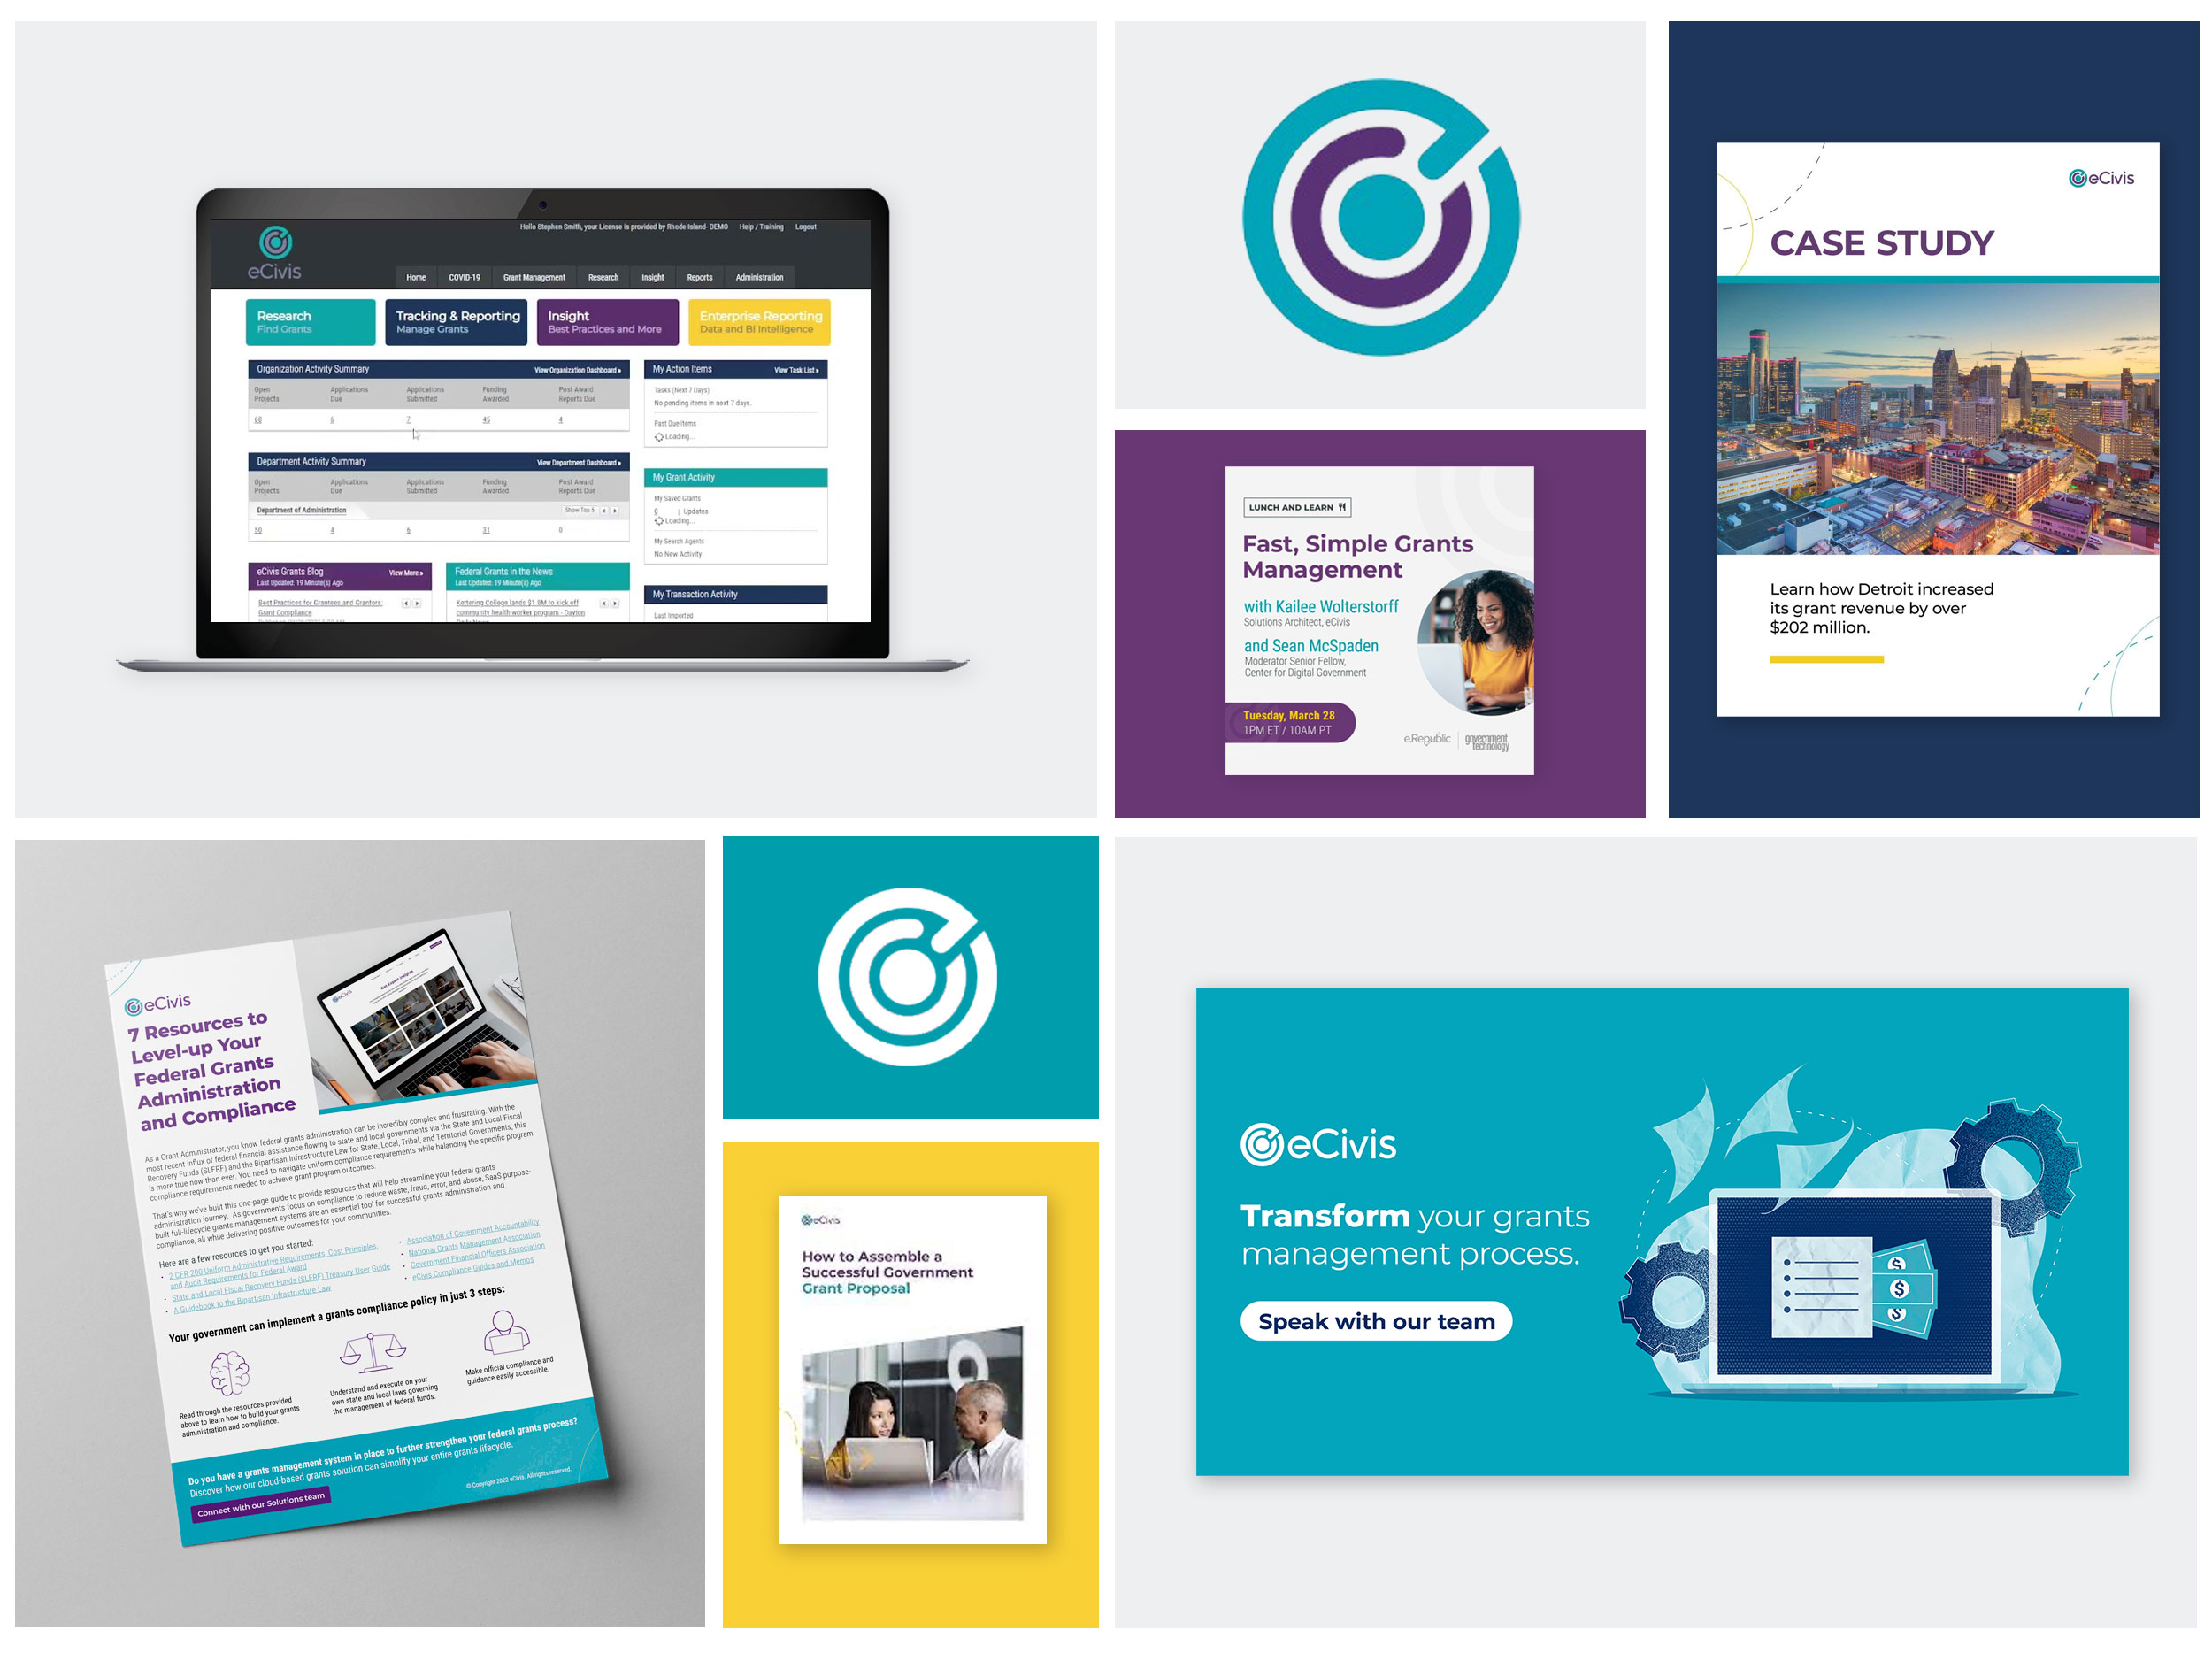 eCivis
Hello Stephen Smith, your License is provided by Rhode Island- DEMO Help / Training Logout
Home COVID-19 Grant Management Research Insight Reports Administration
Research
Find Grants
Tracking & Reporting
Manage Grants
Insight
Best Practices and More
Enterprise Reporting
Data and BI Intelligence
Organization Activity Summary View Organization Dashboard »
Open Projects Applications Due Applications Submitted Funding Awarded Post Award Reports Due
68 6 7 45 4
Department Activity Summary View Department Dashboard »
Open Projects Applications Due Applications Submitted Funding Awarded Post Award Reports Due
Department of Administration Show Top 5
50 4 6 31 0
eCivis Grants Blog View More »
Last Updated: 19 Minute(s) Ago
Best Practices for Grantees and Grantors:
Grant Compliance
Federal Grants in the News
Last Updated: 19 Minute(s) Ago
Kettering College lands $1.8M to kick off
community health worker program - Dayton
My Action Items View Task List »
Tasks (Next 7 Days)
No pending items in next 7 days.
Past Due Items
Loading...
My Grant Activity
My Saved Grants
0 | Updates
Loading...
My Search Agents
No New Activity
My Transaction Activity
Last Imported
LUNCH AND LEARN
Fast, Simple Grants
Management
with Kailee Wolterstorff
Solutions Architect, eCivis
and Sean McSpaden
Moderator Senior Fellow,
Center for Digital Government
Tuesday, March 28
1PM ET / 10AM PT
e.Republic | government
technology
eCivis
CASE STUDY
Learn how Detroit increased
its grant revenue by over
$202 million.
eCivis
7 Resources to
Level-up Your
Federal Grants
Administration
and Compliance
As a Grant Administrator, you know federal grants administration can be incredibly complex and frustrating. With the
most recent influx of federal financial assistance flowing to state and local governments via the State and Local Fiscal
Recovery Funds (SLFRF) and the Bipartisan Infrastructure Law for State, Local, Tribal, and Territorial Governments, this
is more true now than ever. You need to navigate uniform compliance requirements while balancing the specific program
compliance requirements needed to achieve grant program outcomes.
That's why we've built this one-page guide to provide resources that will help streamline your federal grants
administration journey. As governments focus on compliance to reduce waste, fraud, error, and abuse, SaaS purpose-
built full-lifecycle grants management systems are an essential tool for successful grants administration and
compliance, all while delivering positive outcomes for your communities.
Here are a few resources to get you started:
• 2 CFR 200 Uniform Administrative Requirements, Cost Principles,
and Audit Requirements for Federal Award
• State and Local Fiscal Recovery Funds (SLFRF) Treasury User Guide
• A Guidebook to the Bipartisan Infrastructure Law
• Association of Government Accountability
• National Grants Management Association
• Government Financial Officers Association
• eCivis Compliance Guides and Memos
Your government can implement a grants compliance policy in just 3 steps:
Read through the resources provided
above to learn how to build your grants
administration and compliance.
Understand and execute on your
own state and local laws governing
the management of federal funds.
Make official compliance and
guidance easily accessible.
Do you have a grants management system in place to further strengthen your federal grants process?
Discover how our cloud-based grants solution can simplify your entire grants lifecycle.
Connect with our Solutions team
© Copyright 2022 eCivis. All rights reserved.
eCivis
How to Assemble a
Successful Government
Grant Proposal
eCivis
Transform your grants
management process.
Speak with our team
$
$
$